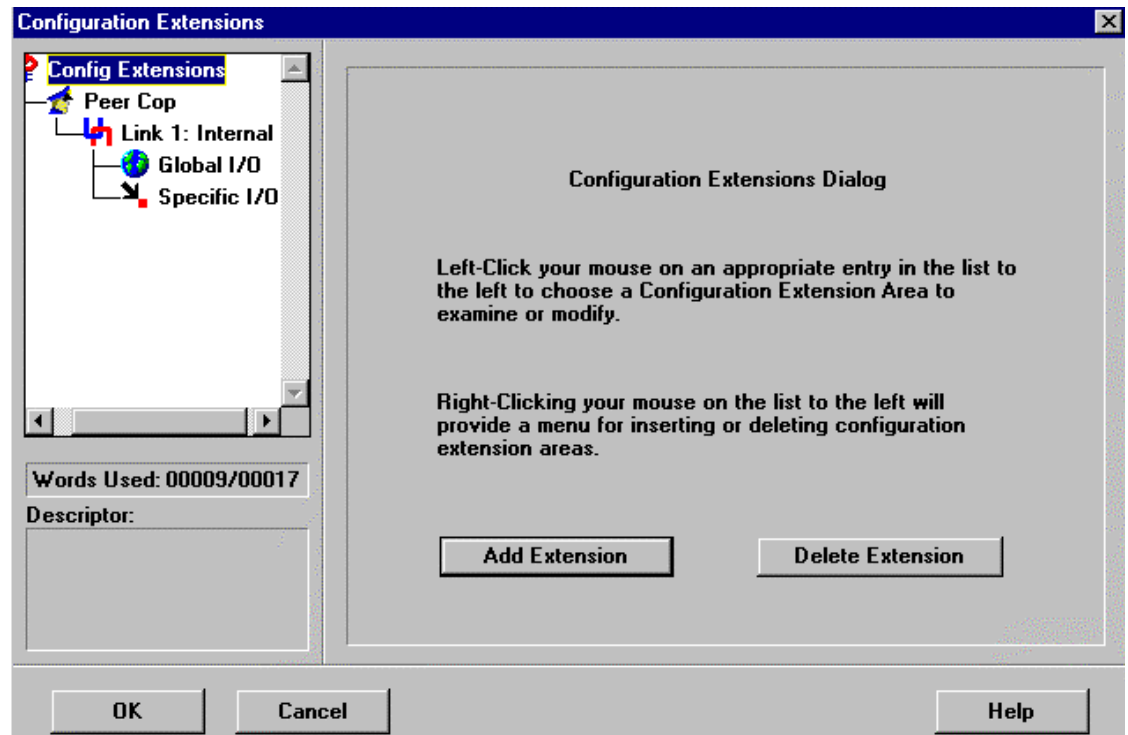 Configuration Extensions
Config Extensions
Peer Cop
Link 1: Internal
Global I/O
Specific I/O
Words Used: 00009/00017
Descriptor:
Configuration Extensions Dialog
Left-Click your mouse on an appropriate entry in the list to
the left to choose a Configuration Extension Area to
examine or modify.
Right-Clicking your mouse on the list to the left will
provide a menu for inserting or deleting configuration
extension areas.
Add Extension
Delete Extension
OK
Cancel
Help